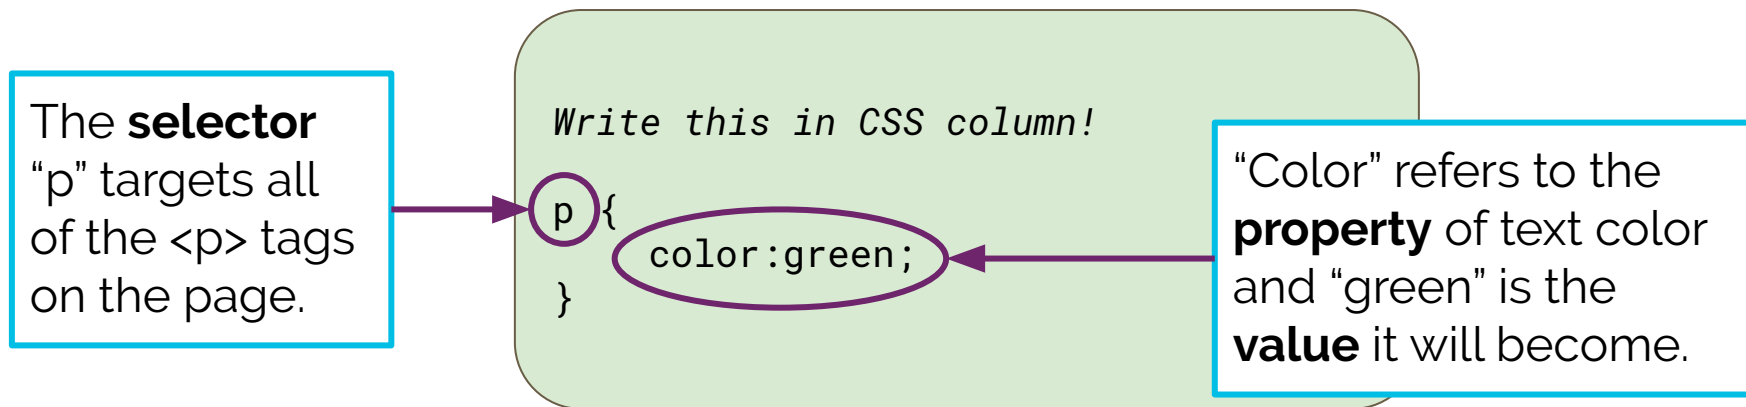 The selector
“p” targets all
of the <p> tags
on the page.
Write this in CSS column!
p {
color:green;
}
“Color” refers to the
property of text color
and “green” is the
value it will become.